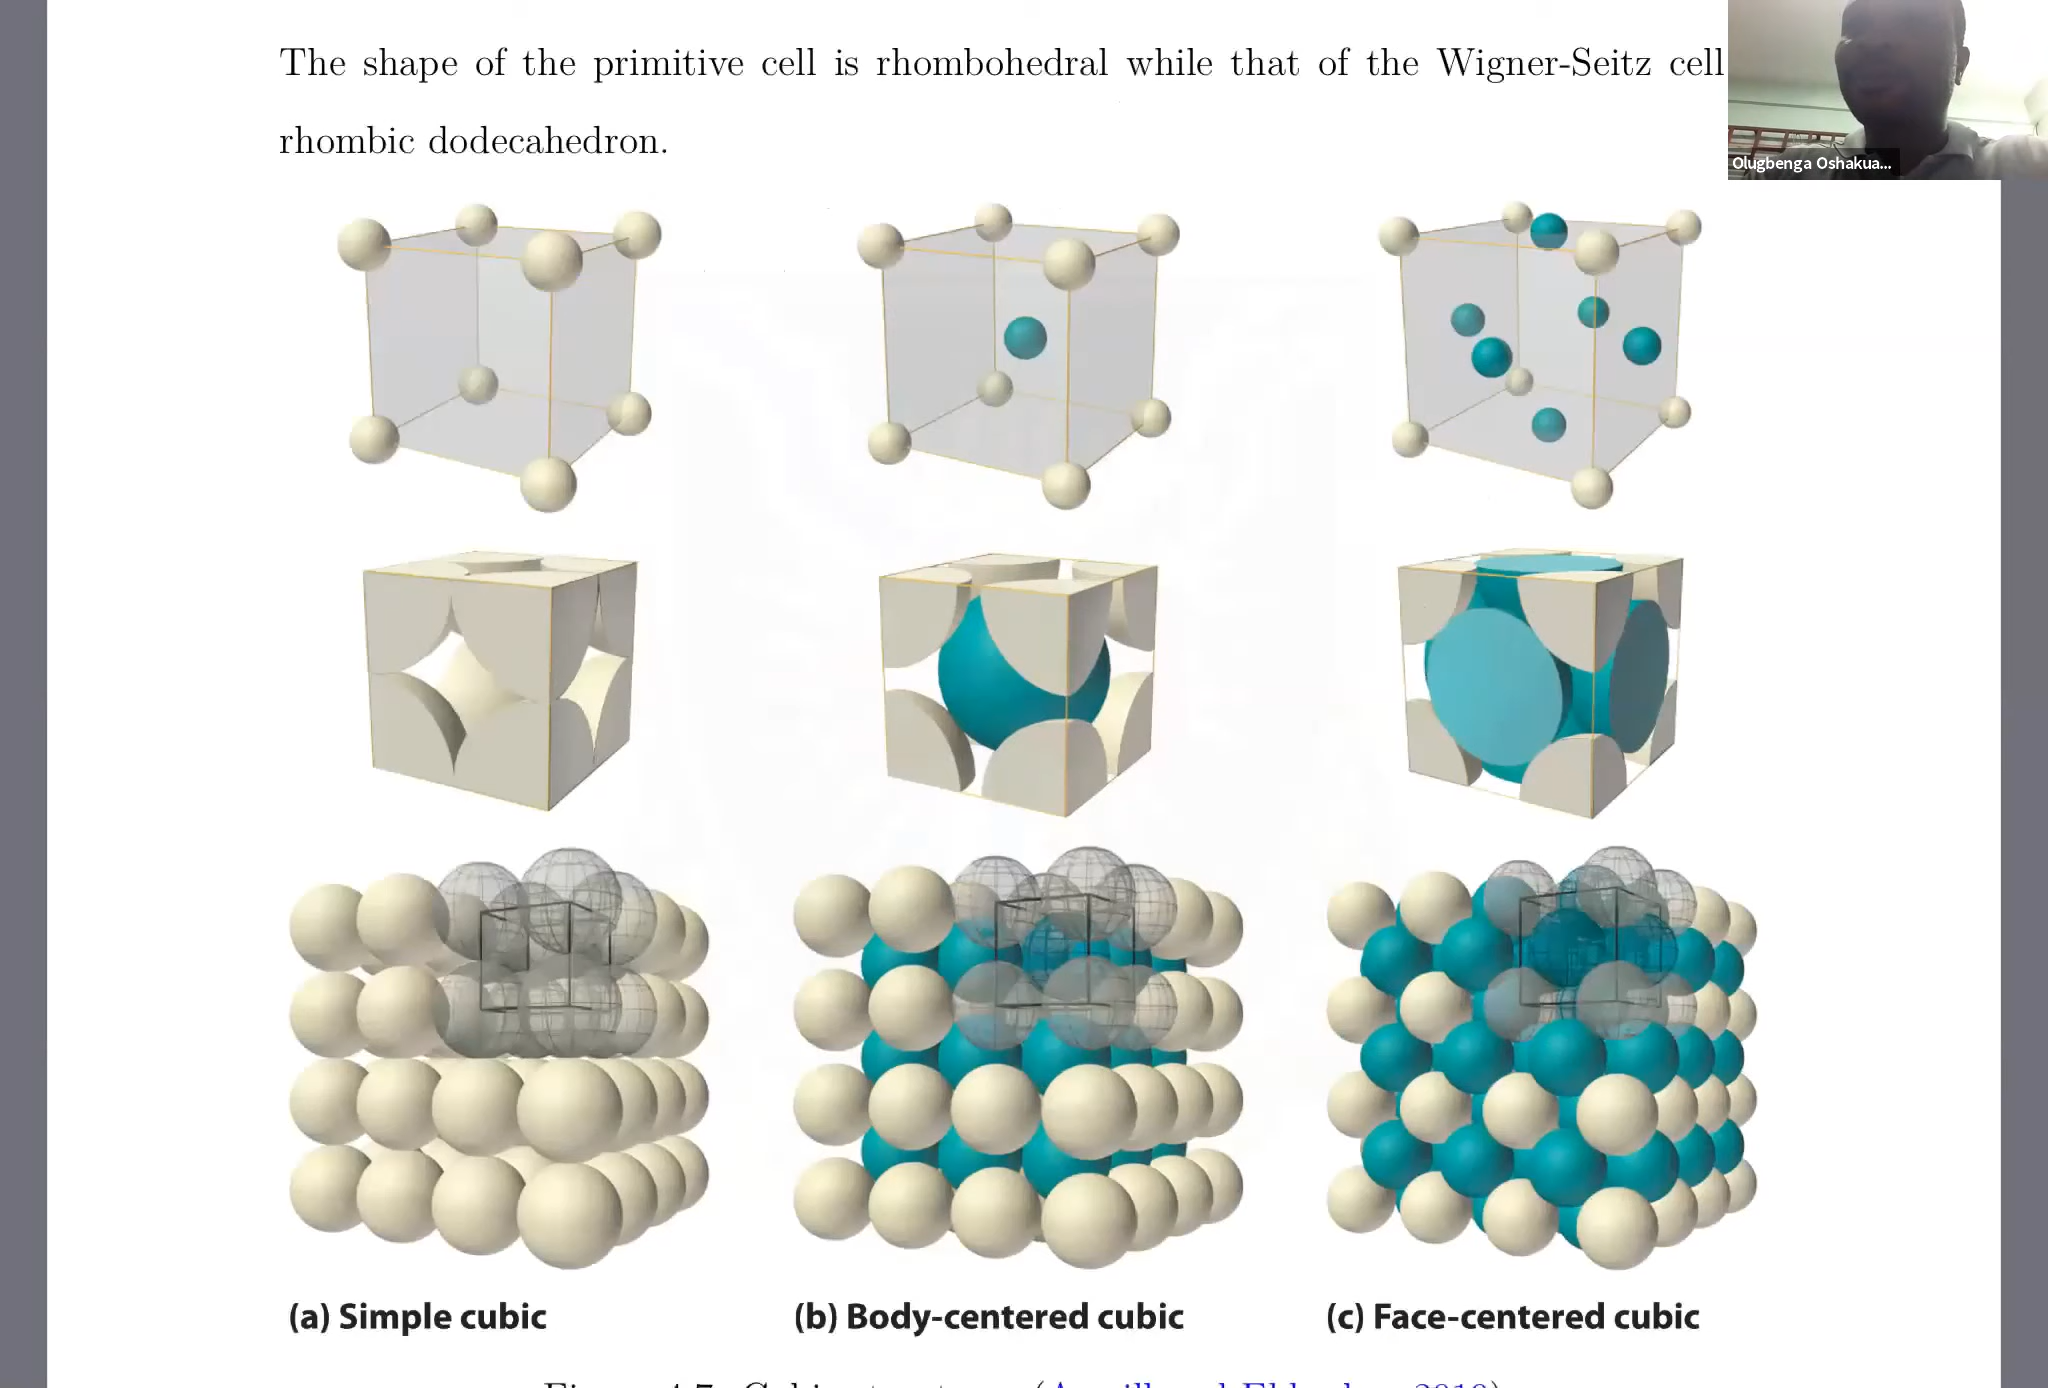 The shape of the primitive cell is rhombohedral while that of the Wigner-Seitz cell
rhombic dodecahedron.
Olugbenga Oshakua...
(a) Simple cubic
(b) Body-centered cubic
(c) Face-centered cubic